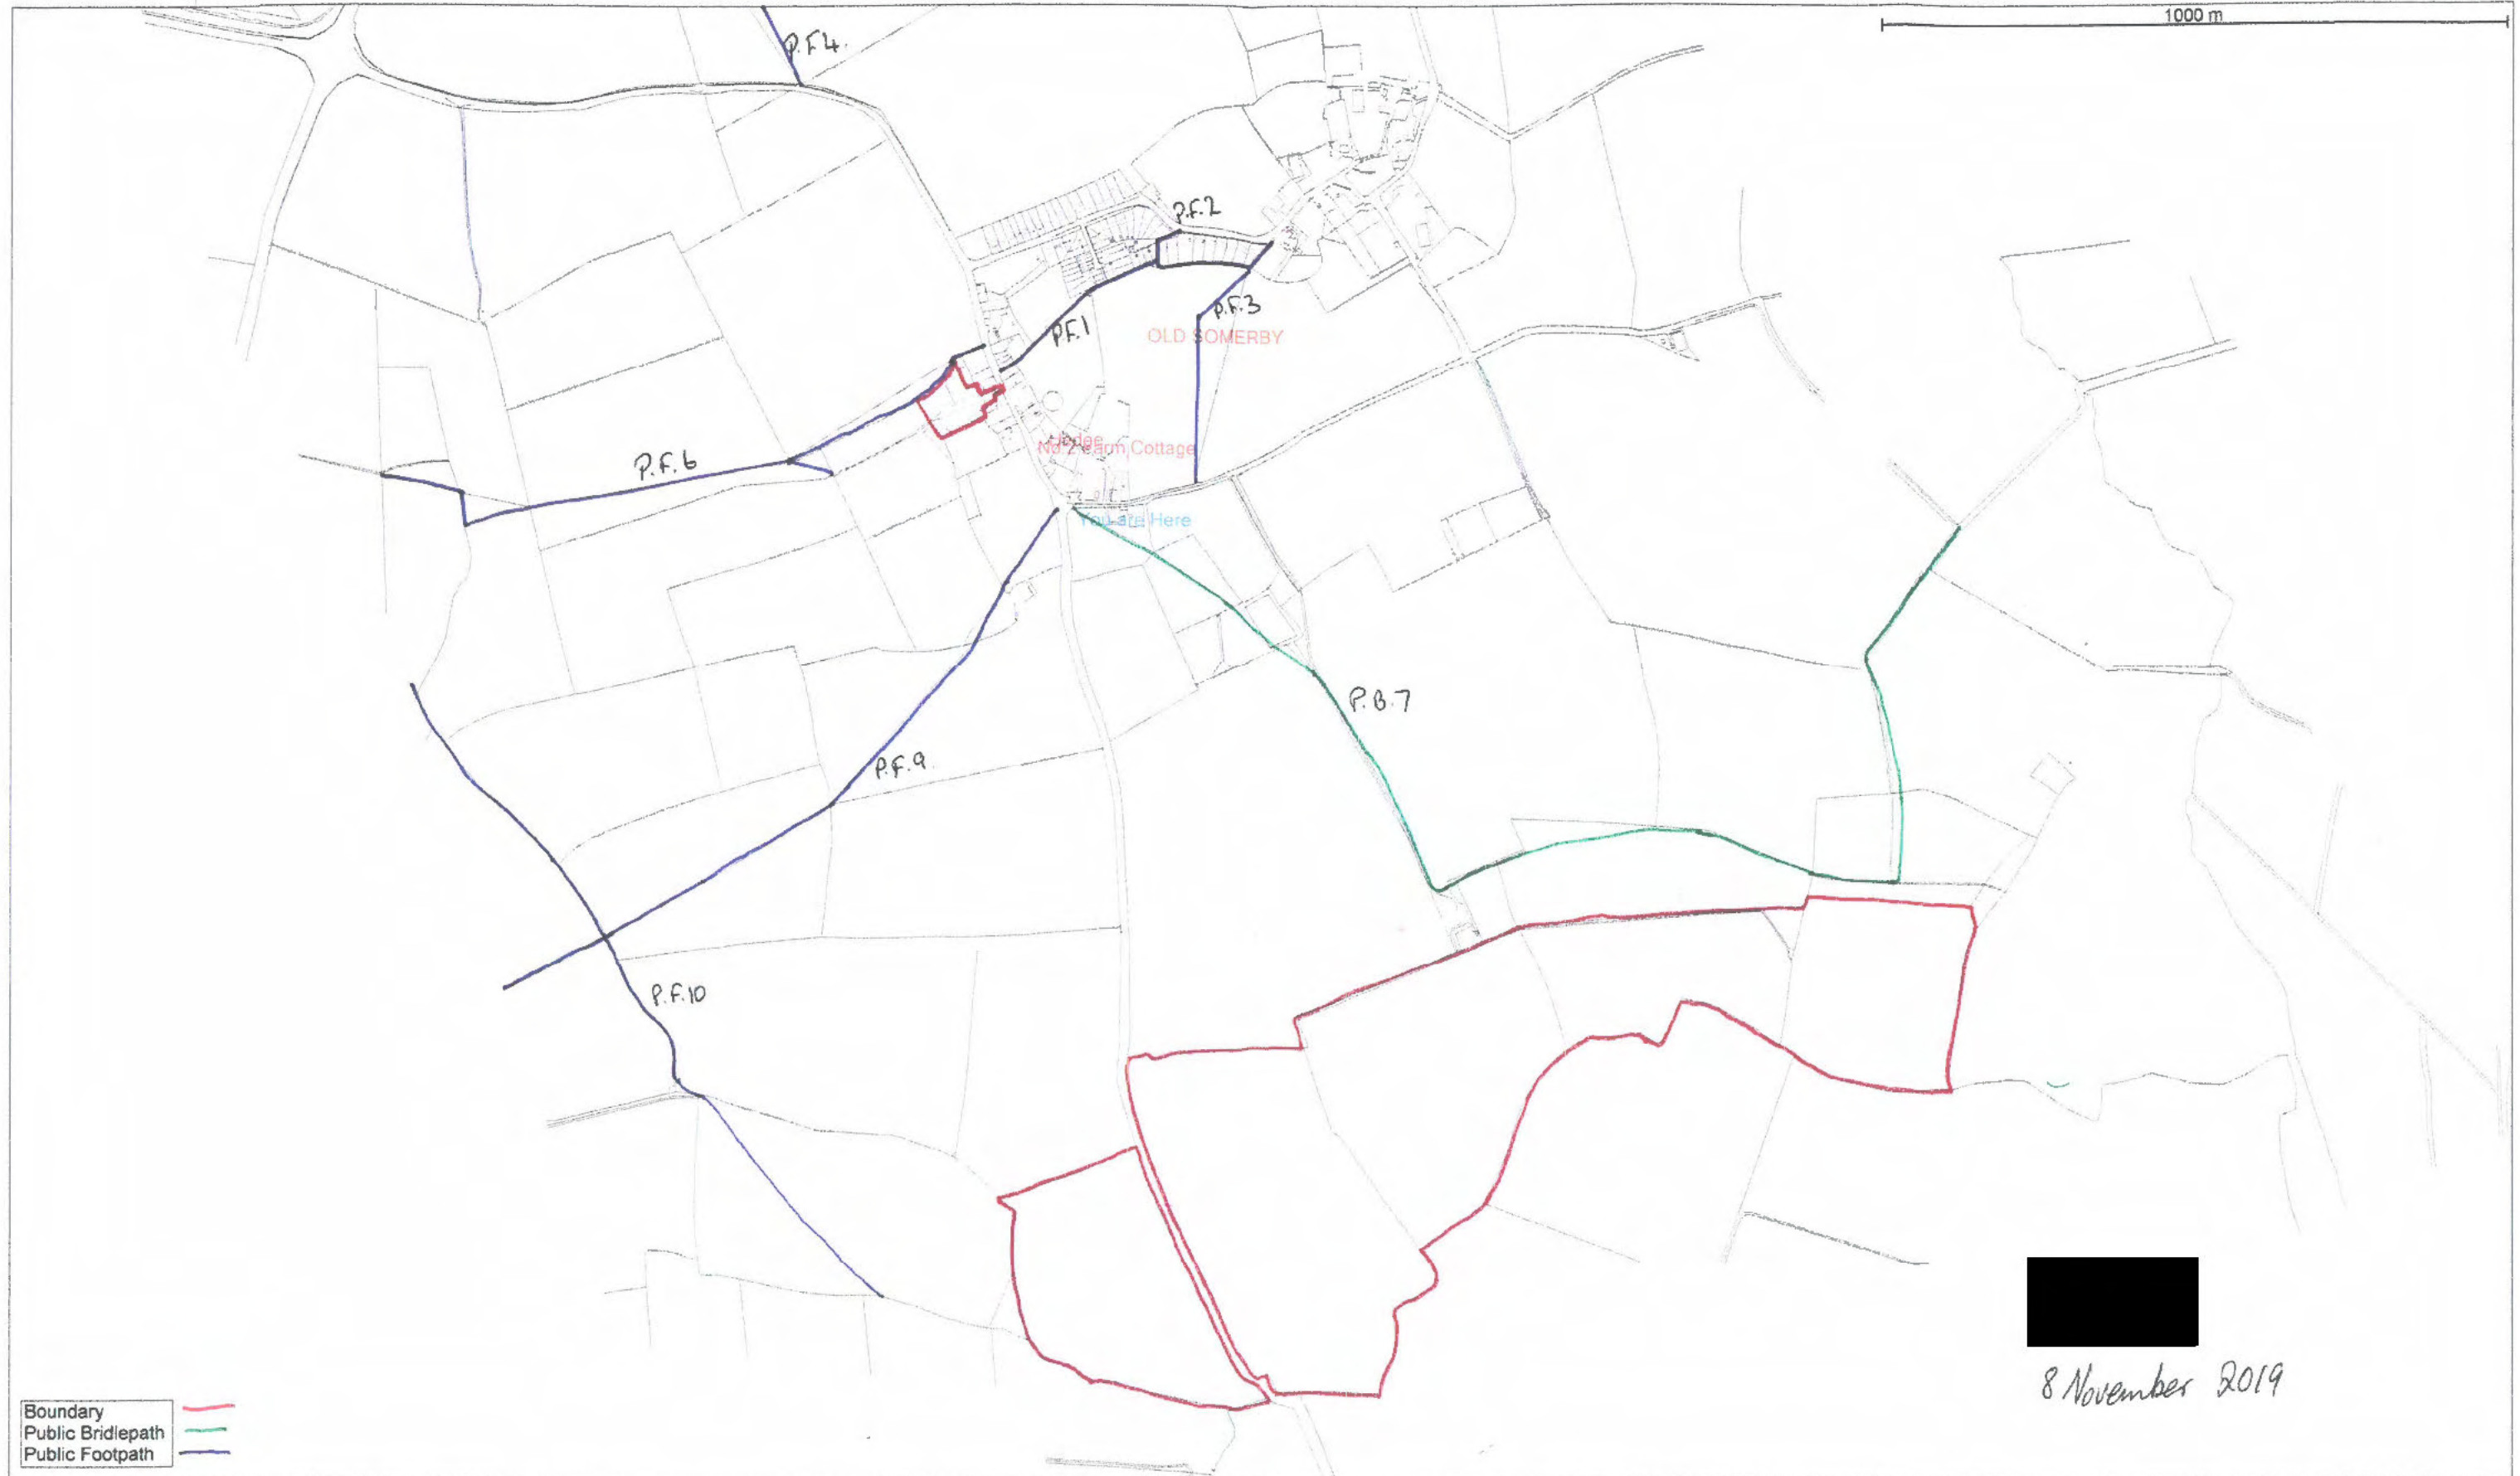 1000 m
P.F.4.
P.F.2
P.F.3
P.F.1
OLD SOMERBY
No.2 Farm Cottage
P.F.6
You are Here
P.B.7
P.F.9.
P.F.10
8 November 2019
Boundary
Public Bridlepath
Public Footpath